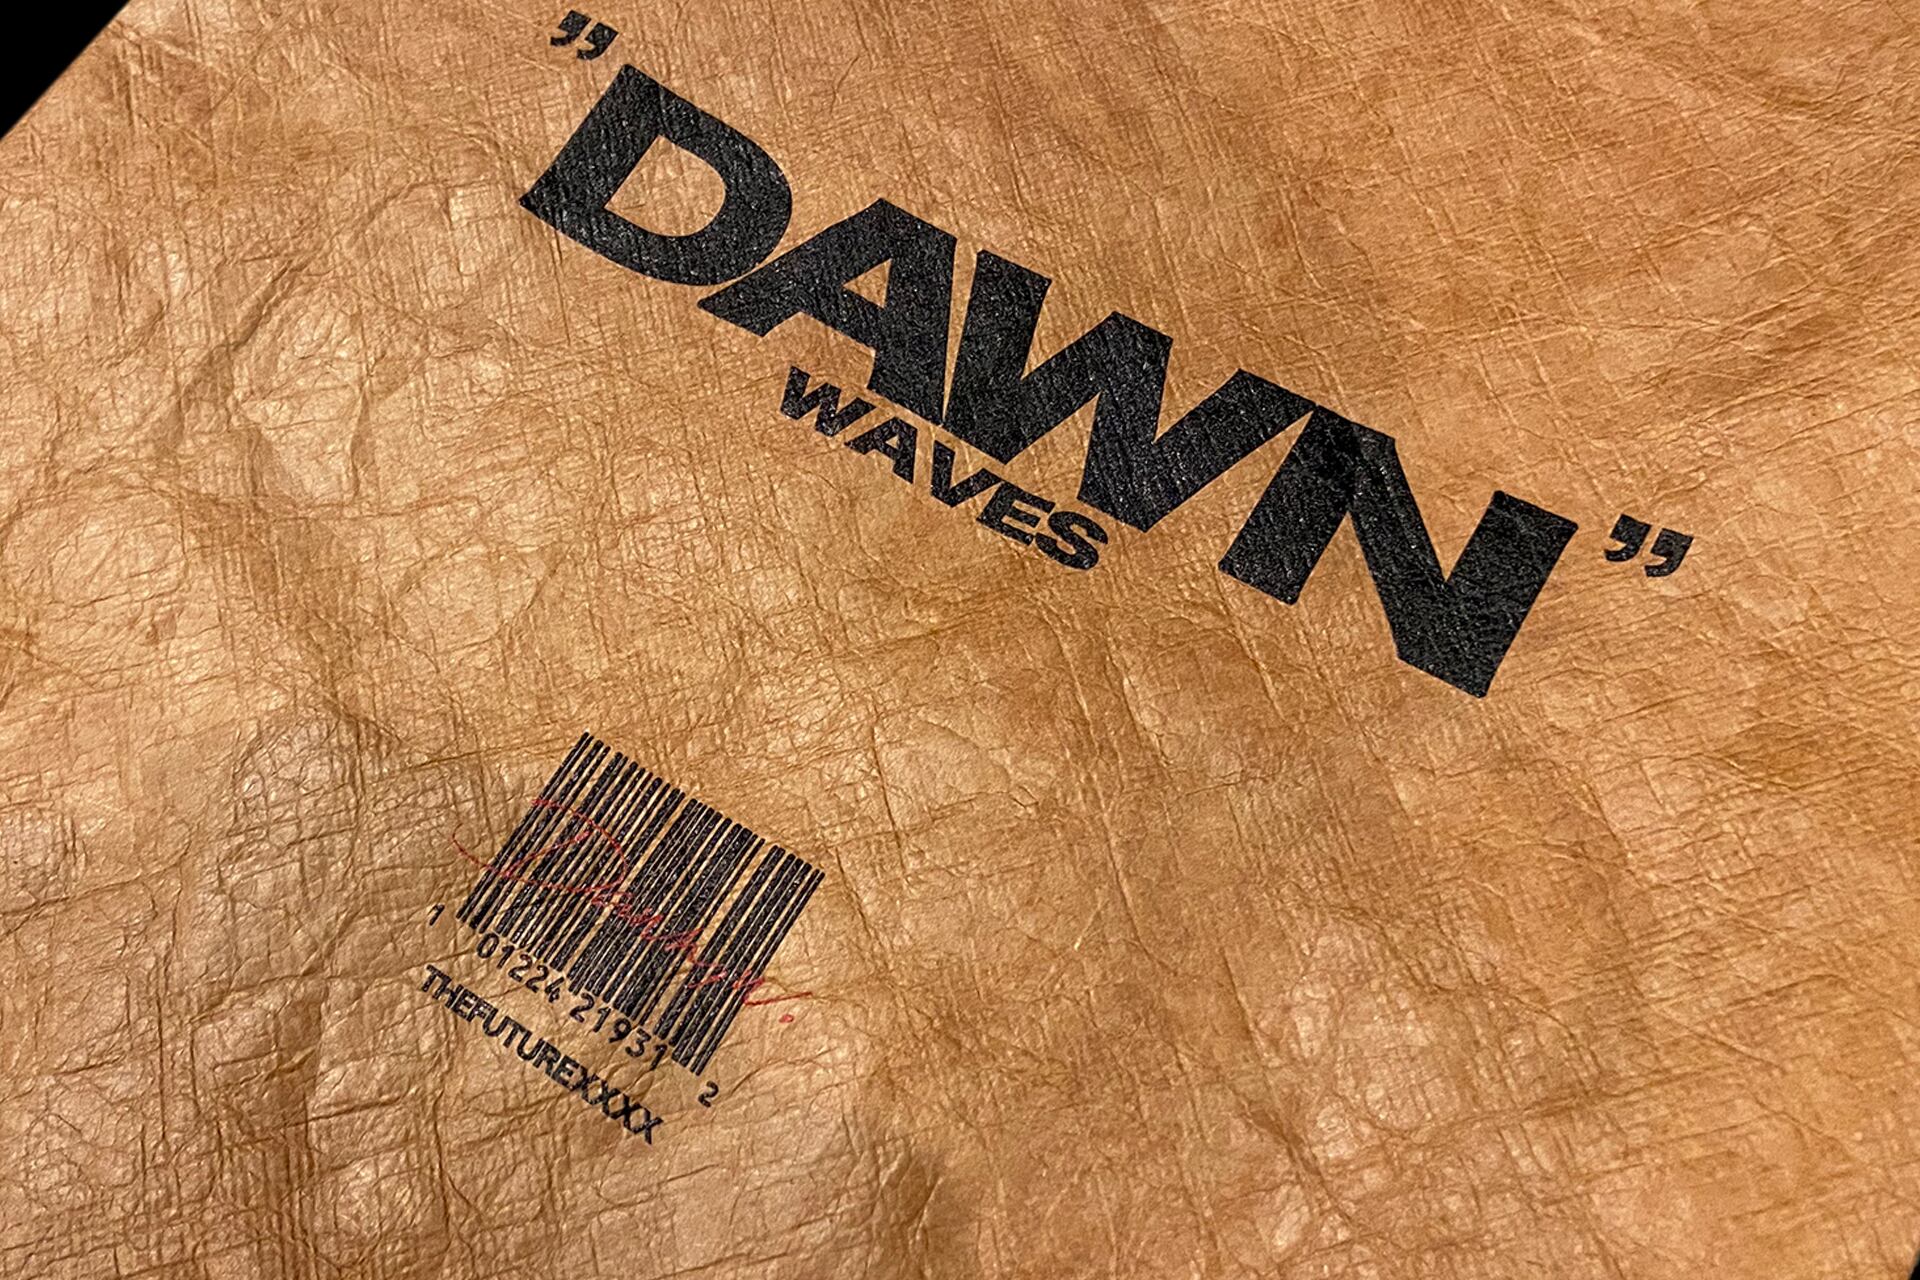 ”DAWN”
WAVES
1 01224 21931 2
THEFUTUREXXXX